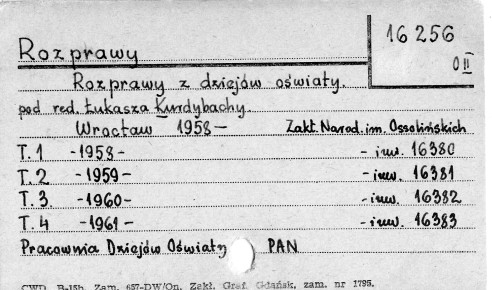 16 256
0 II
Rozprawy
Rozprawy z dziejów oświaty.
pod red. Łukasza Kurdybachy.
Wrocław 1958— Zakł. Narod. im. Ossolińskich
T. 1 -1958- - inw. 16380
T. 2 -1959- - inw. 16381
T. 3. -1960- - inw. 16382
T. 4 -1961- - inw. 16383
Pracownia Dziejów Oświaty PAN
CWD B-15h Zam. 657-DW/On. Zakł. Graf. Gdańsk, zam. nr 1795.